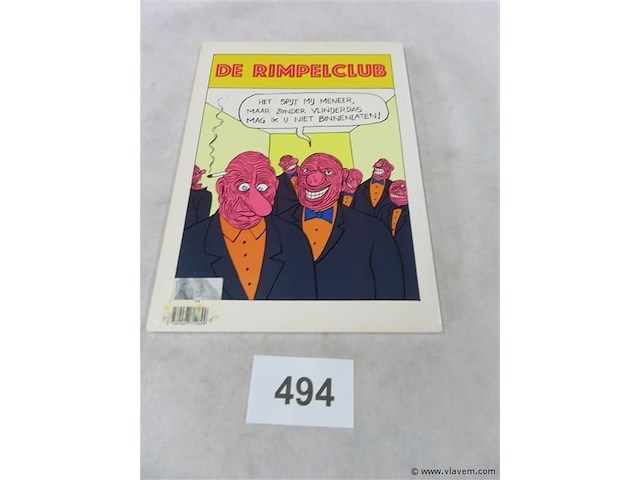 DE RIMPELCLUB
HET SPIJT MIJ MENEER,
MAAR ZONDER VLINDERDAS
MAG IK U NIET BINNENLATEN!
494
© www.vlavem.com